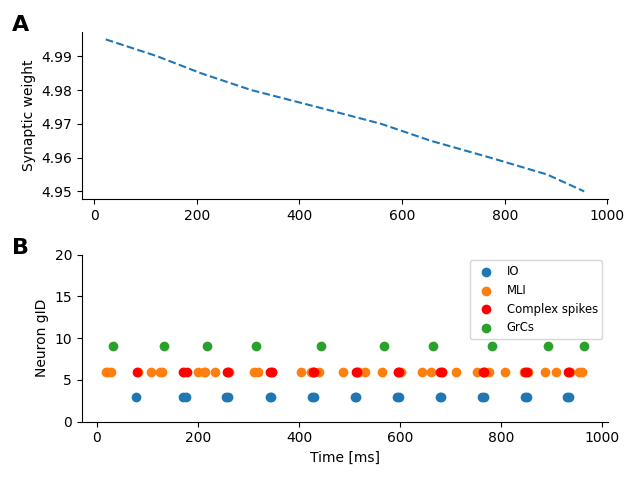 A
Synaptic weight
4.99
4.98
4.97
4.96
4.95
0 200 400 600 800 1000
B
Neuron gID
20
15
10
5
0
IO
MLI
Complex spikes
GrCs
0 200 400 600 800 1000
Time [ms]